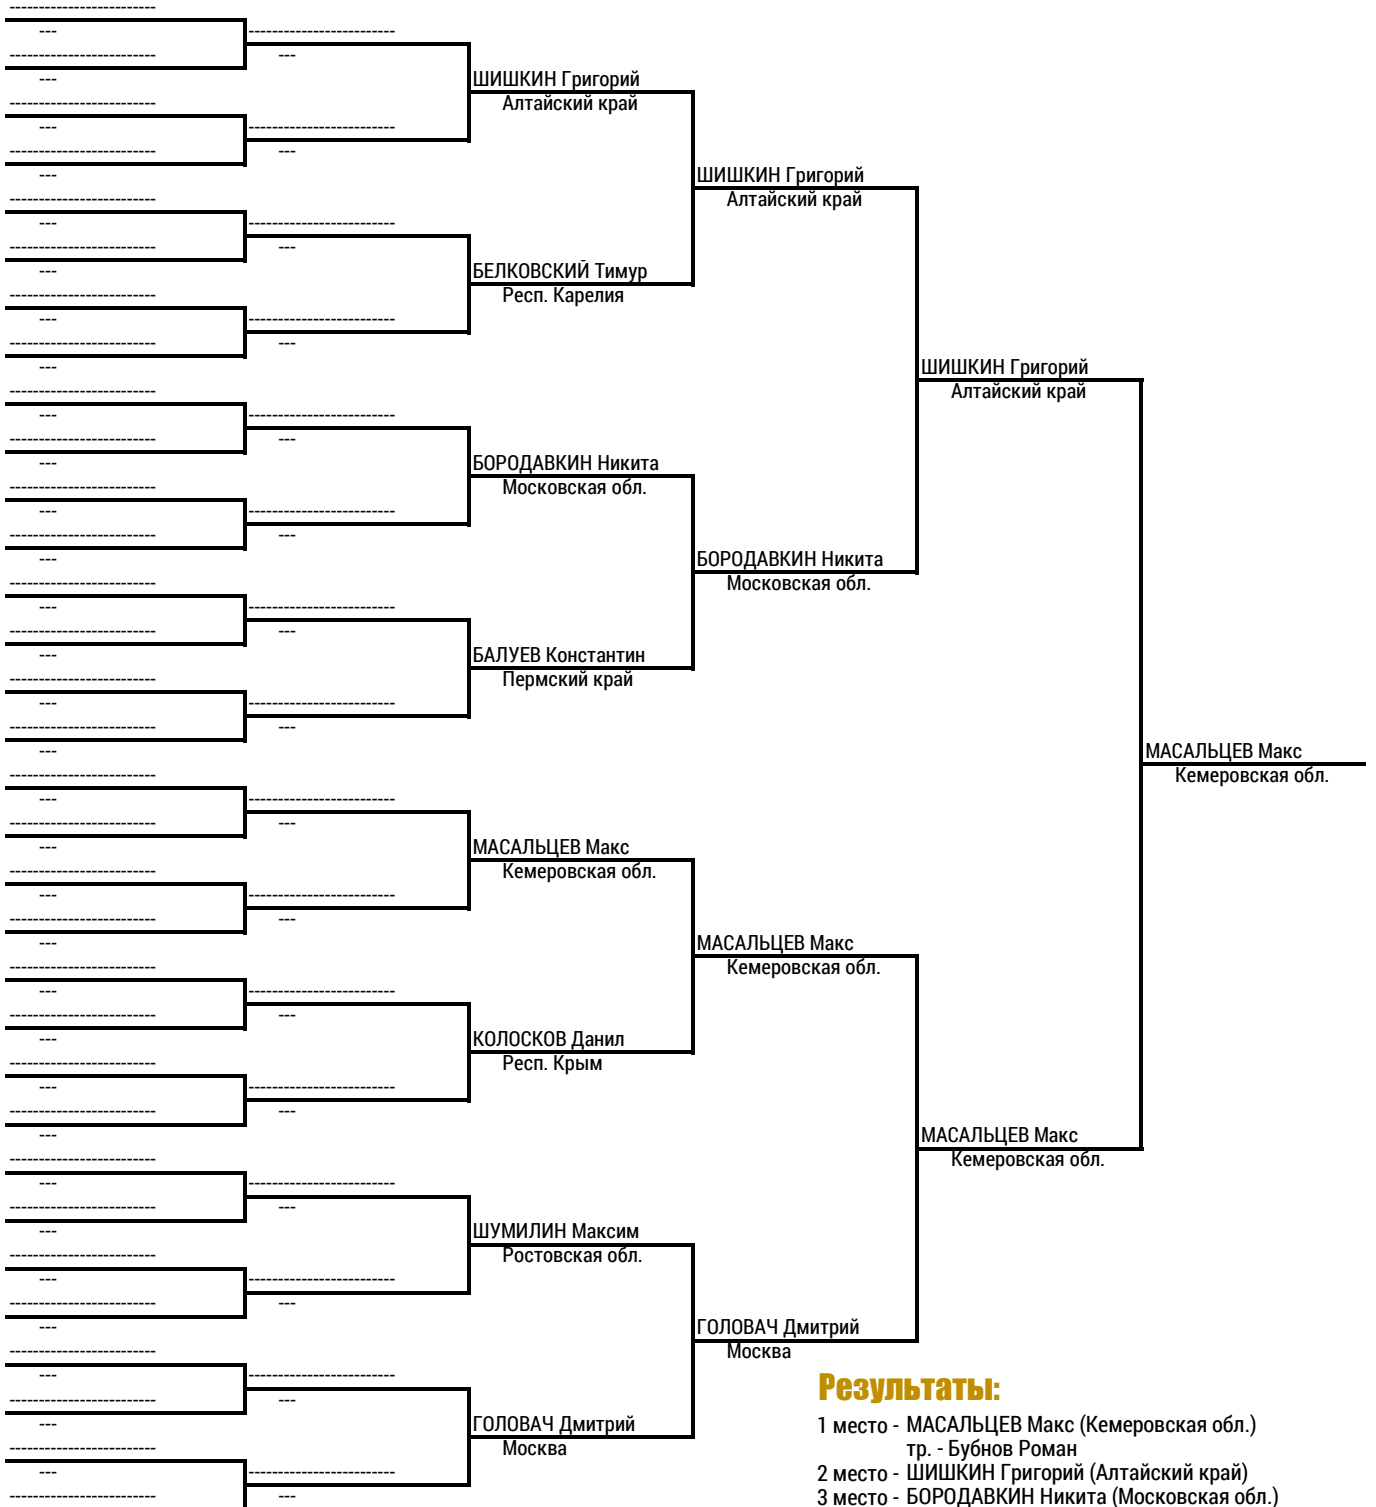 ШИШКИН Григорий
Алтайский край
БЕЛКОВСКИЙ Тимур
Респ. Карелия
БОРОДАВКИН Никита
Московская обл.
БАЛУЕВ Константин
Пермский край
МАСАЛЬЦЕВ Макс
Кемеровская обл.
КОЛОСКОВ Данил
Респ. Крым
ШУМИЛИН Максим
Ростовская обл.
ГОЛОВАЧ Дмитрий
Москва
ШИШКИН Григорий
Алтайский край
БОРОДАВКИН Никита
Московская обл.
МАСАЛЬЦЕВ Макс
Кемеровская обл.
ГОЛОВАЧ Дмитрий
Москва
ШИШКИН Григорий
Алтайский край
МАСАЛЬЦЕВ Макс
Кемеровская обл.
МАСАЛЬЦЕВ Макс
Кемеровская обл.
Результаты:
1 место - МАСАЛЬЦЕВ Макс (Кемеровская обл.)
тр. - Бубнов Роман
2 место - ШИШКИН Григорий (Алтайский край)
3 место - БОРОДАВКИН Никита (Московская обл.)